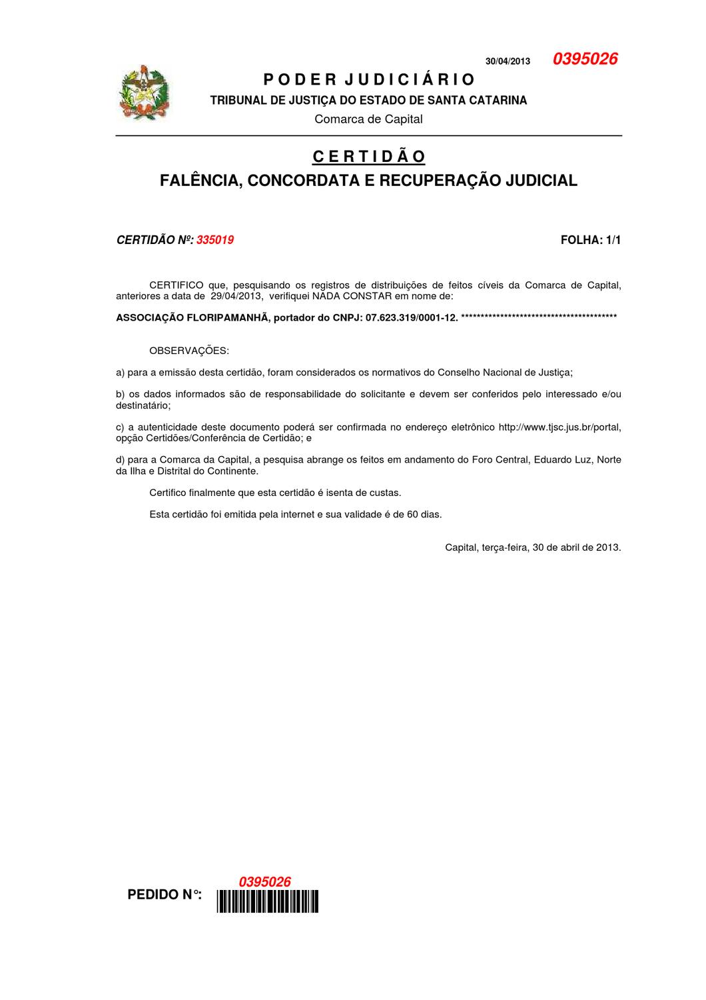 30/04/2013 0395026
P O D E R J U D I C I Á R I O
TRIBUNAL DE JUSTIÇA DO ESTADO DE SANTA CATARINA
Comarca de Capital
C E R T I D Ã O
FALÊNCIA, CONCORDATA E RECUPERAÇÃO JUDICIAL
CERTIDÃO Nº: 335019 FOLHA: 1/1
CERTIFICO que, pesquisando os registros de distribuições de feitos cíveis da Comarca de Capital,
anteriores a data de 29/04/2013, verifiquei NADA CONSTAR em nome de:
ASSOCIAÇÃO FLORIPAMANHÃ, portador do CNPJ: 07.623.319/0001-12. ****************************************
OBSERVAÇÕES:
a) para a emissão desta certidão, foram considerados os normativos do Conselho Nacional de Justiça;
b) os dados informados são de responsabilidade do solicitante e devem ser conferidos pelo interessado e/ou
destinatário;
c) a autenticidade deste documento poderá ser confirmada no endereço eletrônico http://www.tjsc.jus.br/portal,
opção Certidões/Conferência de Certidão; e
d) para a Comarca da Capital, a pesquisa abrange os feitos em andamento do Foro Central, Eduardo Luz, Norte
da Ilha e Distrital do Continente.
Certifico finalmente que esta certidão é isenta de custas.
Esta certidão foi emitida pela internet e sua validade é de 60 dias.
Capital, terça-feira, 30 de abril de 2013.
0395026
PEDIDO N°: